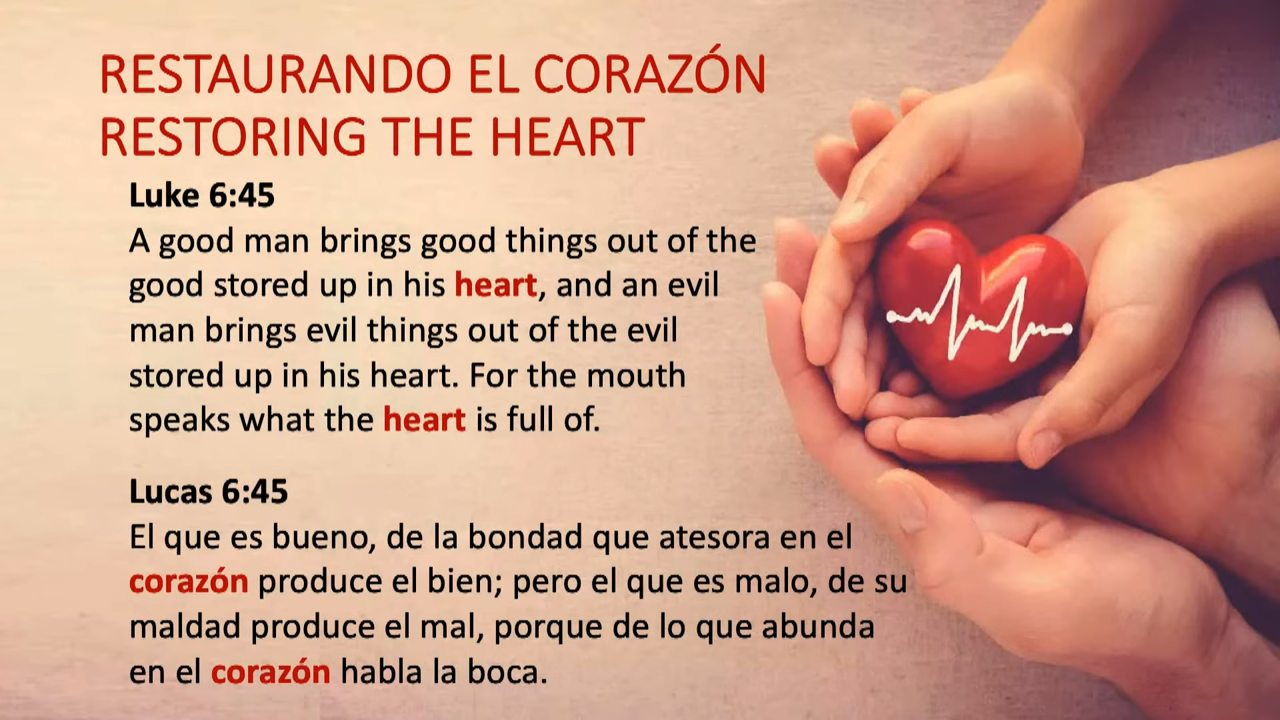 RESTAURANDO EL CORAZÓN
RESTORING THE HEART
Luke 6:45
A good man brings good things out of the
good stored up in his heart, and an evil
man brings evil things out of the evil
stored up in his heart. For the mouth
speaks what the heart is full of.
Lucas 6:45
El que es bueno, de la bondad que atesora en el
corazón produce el bien; pero el que es malo, de su
maldad produce el mal, porque de lo que abunda
en el corazón habla la boca.